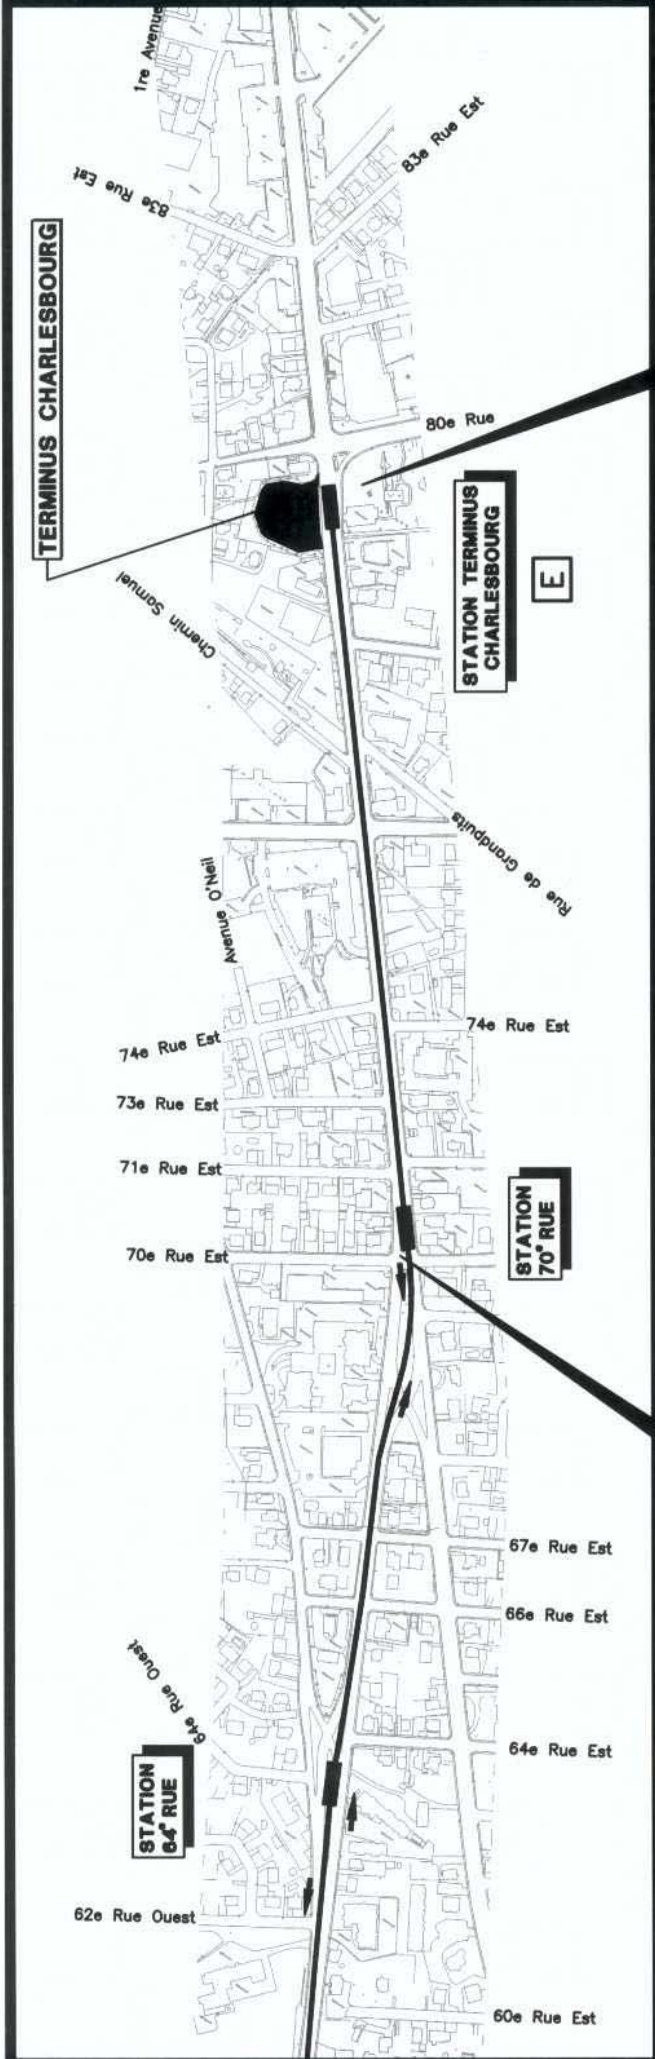 1re Avenue
83e Rue Est
83e Rue Est
TERMINUS CHARLESBOURG
80e Rue
STATION TERMINUS
CHARLESBOURG
E
Chemin Samuel
Rue de Grandpuits
Avenue O'Neil
74e Rue Est
74e Rue Est
73e Rue Est
71e Rue Est
STATION
70e RUE
70e Rue Est
67e Rue Est
66e Rue Est
64e Rue Ouest
64e Rue Est
STATION
64e RUE
62e Rue Ouest
60e Rue Est